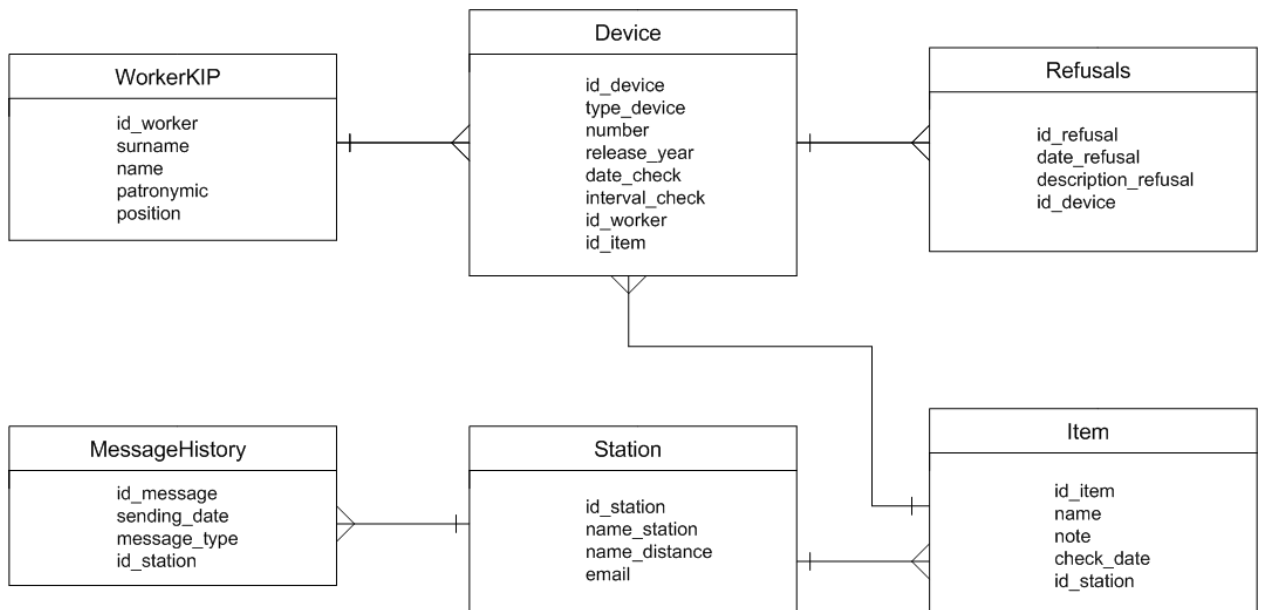 WorkerKIP
id_worker
surname
name
patronymic
position
Device
id_device
type_device
number
release_year
date_check
interval_check
id_worker
id_item
Refusals
id_refusal
date_refusal
description_refusal
id_device
MessageHistory
id_message
sending_date
message_type
id_station
Station
id_station
name_station
name_distance
email
Item
id_item
name
note
check_date
id_station